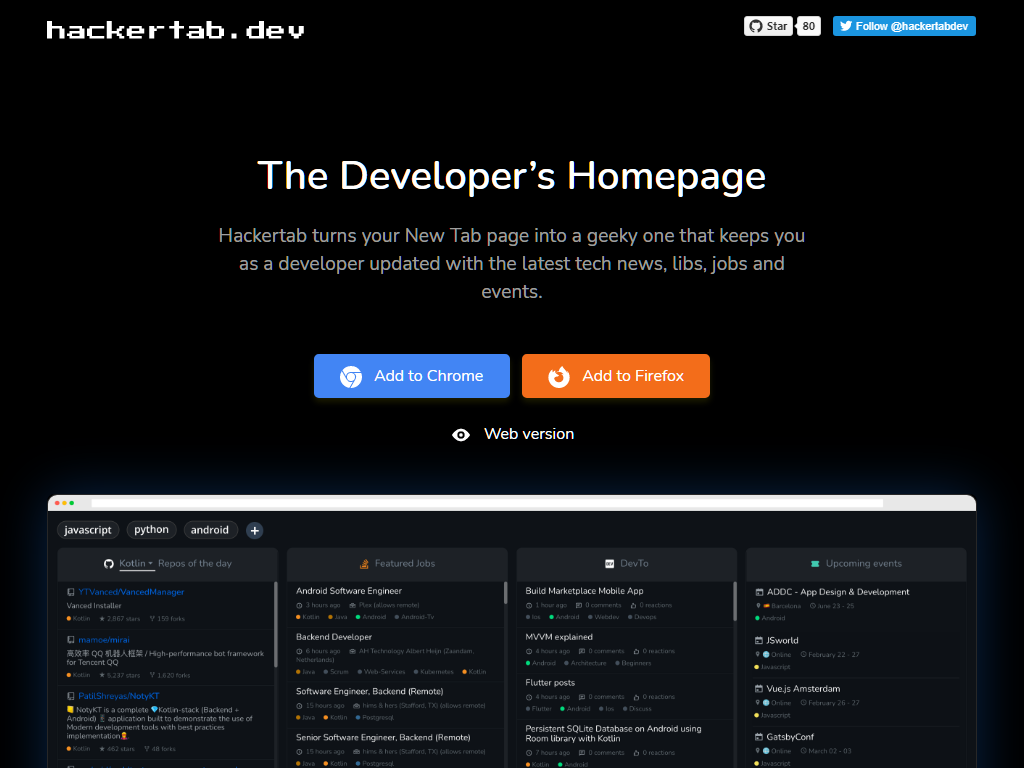 hackertab.dev
Star 80 Follow @hackertabdev
The Developer's Homepage
Hackertab turns your New Tab page into a geeky one that keeps you
as a developer updated with the latest tech news, libs, jobs and
events.
Add to Chrome Add to Firefox
Web version
javascript python android +
Kotlin Repos of the day
YTVanced/VancedManager
Vanced Installer
Kotlin 2,867 stars 159 forks
mamoe/mirai
高效率 QQ 机器人框架 / High-performance bot framework
for Tencent QQ
Kotlin 5,237 stars 1,620 forks
PatilShreyas/NotyKT
NotyKT is a complete Kotlin-stack (Backend +
Android) application built to demonstrate the use of
Modern development tools with best practices
implementation
Kotlin 462 stars 48 forks
Featured Jobs
Android Software Engineer
3 hours ago Plex (allows remote)
Kotlin Java Android Android-Tv
Backend Developer
6 hours ago AH Technology Albert Heijn (Zaandam,
Netherlands)
Java Scrum Web-Services Kubernetes Kotlin
Software Engineer, Backend (Remote)
15 hours ago hims & hers (Stafford, TX) (allows remote)
Java Kotlin Postgresql
Senior Software Engineer, Backend (Remote)
15 hours ago hims & hers (Stafford, TX) (allows remote)
Java Kotlin Postgresql
DEV DevTo
Build Marketplace Mobile App
1 hour ago 0 comments 0 reactions
Ios Android Webdev Devops
MVVM explained
4 hours ago 0 comments 0 reactions
Android Architecture Beginners
Flutter posts
4 hours ago 0 comments 0 reactions
Flutter Android Ios Discuss
Persistent SQLite Database on Android using
Room library with Kotlin
7 hours ago 0 comments 0 reactions
Kotlin Android
Upcoming events
ADDC - App Design & Development
Barcelona June 23 - 25
Android
JSworld
Online February 22 - 27
Javascript
Vue.js Amsterdam
Online February 26 - 27
Javascript
GatsbyConf
Online March 02 - 03
Javascript